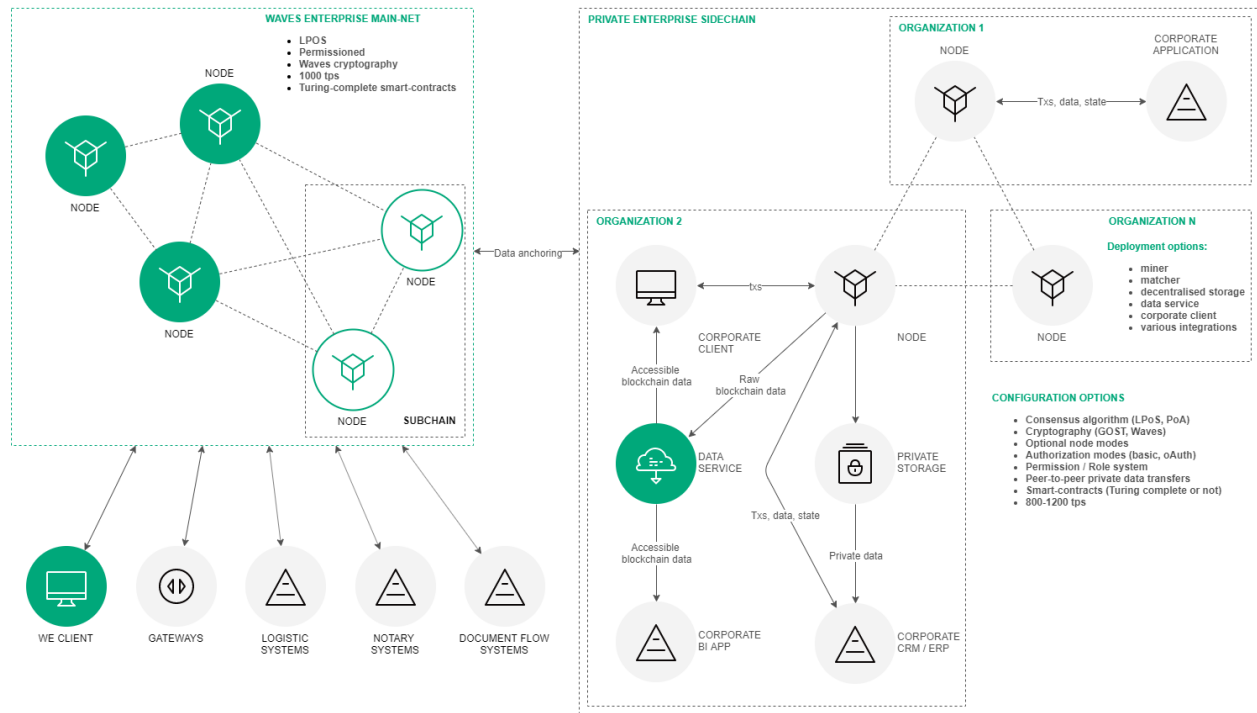 WAVES ENTERPRISE MAIN-NET
LPOS
Permissioned
Waves cryptography
1000 tps
Turing-complete smart-contracts
NODE
NODE
NODE
NODE
NODE
SUBCHAIN
Data anchoring
WE CLIENT
GATEWAYS
LOGISTIC
SYSTEMS
NOTARY
SYSTEMS
DOCUMENT FLOW
SYSTEMS
PRIVATE ENTERPRISE SIDECHAIN
ORGANIZATION 1
NODE
CORPORATE
APPLICATION
Txs, data, state
ORGANIZATION 2
txs
CORPORATE
CLIENT
NODE
Accessible
blockchain data
Raw
blockchain data
DATA
SERVICE
PRIVATE
STORAGE
Txs, data, state
Accessible
blockchain data
Private data
CORPORATE
BI APP
CORPORATE
CRM / ERP
ORGANIZATION N
Deployment options:
miner
matcher
decentralised storage
data service
corporate client
various integrations
NODE
CONFIGURATION OPTIONS
Consensus algorithm (LPoS, PoA)
Cryptography (GOST, Waves)
Optional node modes
Authorization modes (basic, oAuth)
Permission / Role system
Peer-to-peer private data transfers
Smart-contracts (Turing complete or not)
800-1200 tps